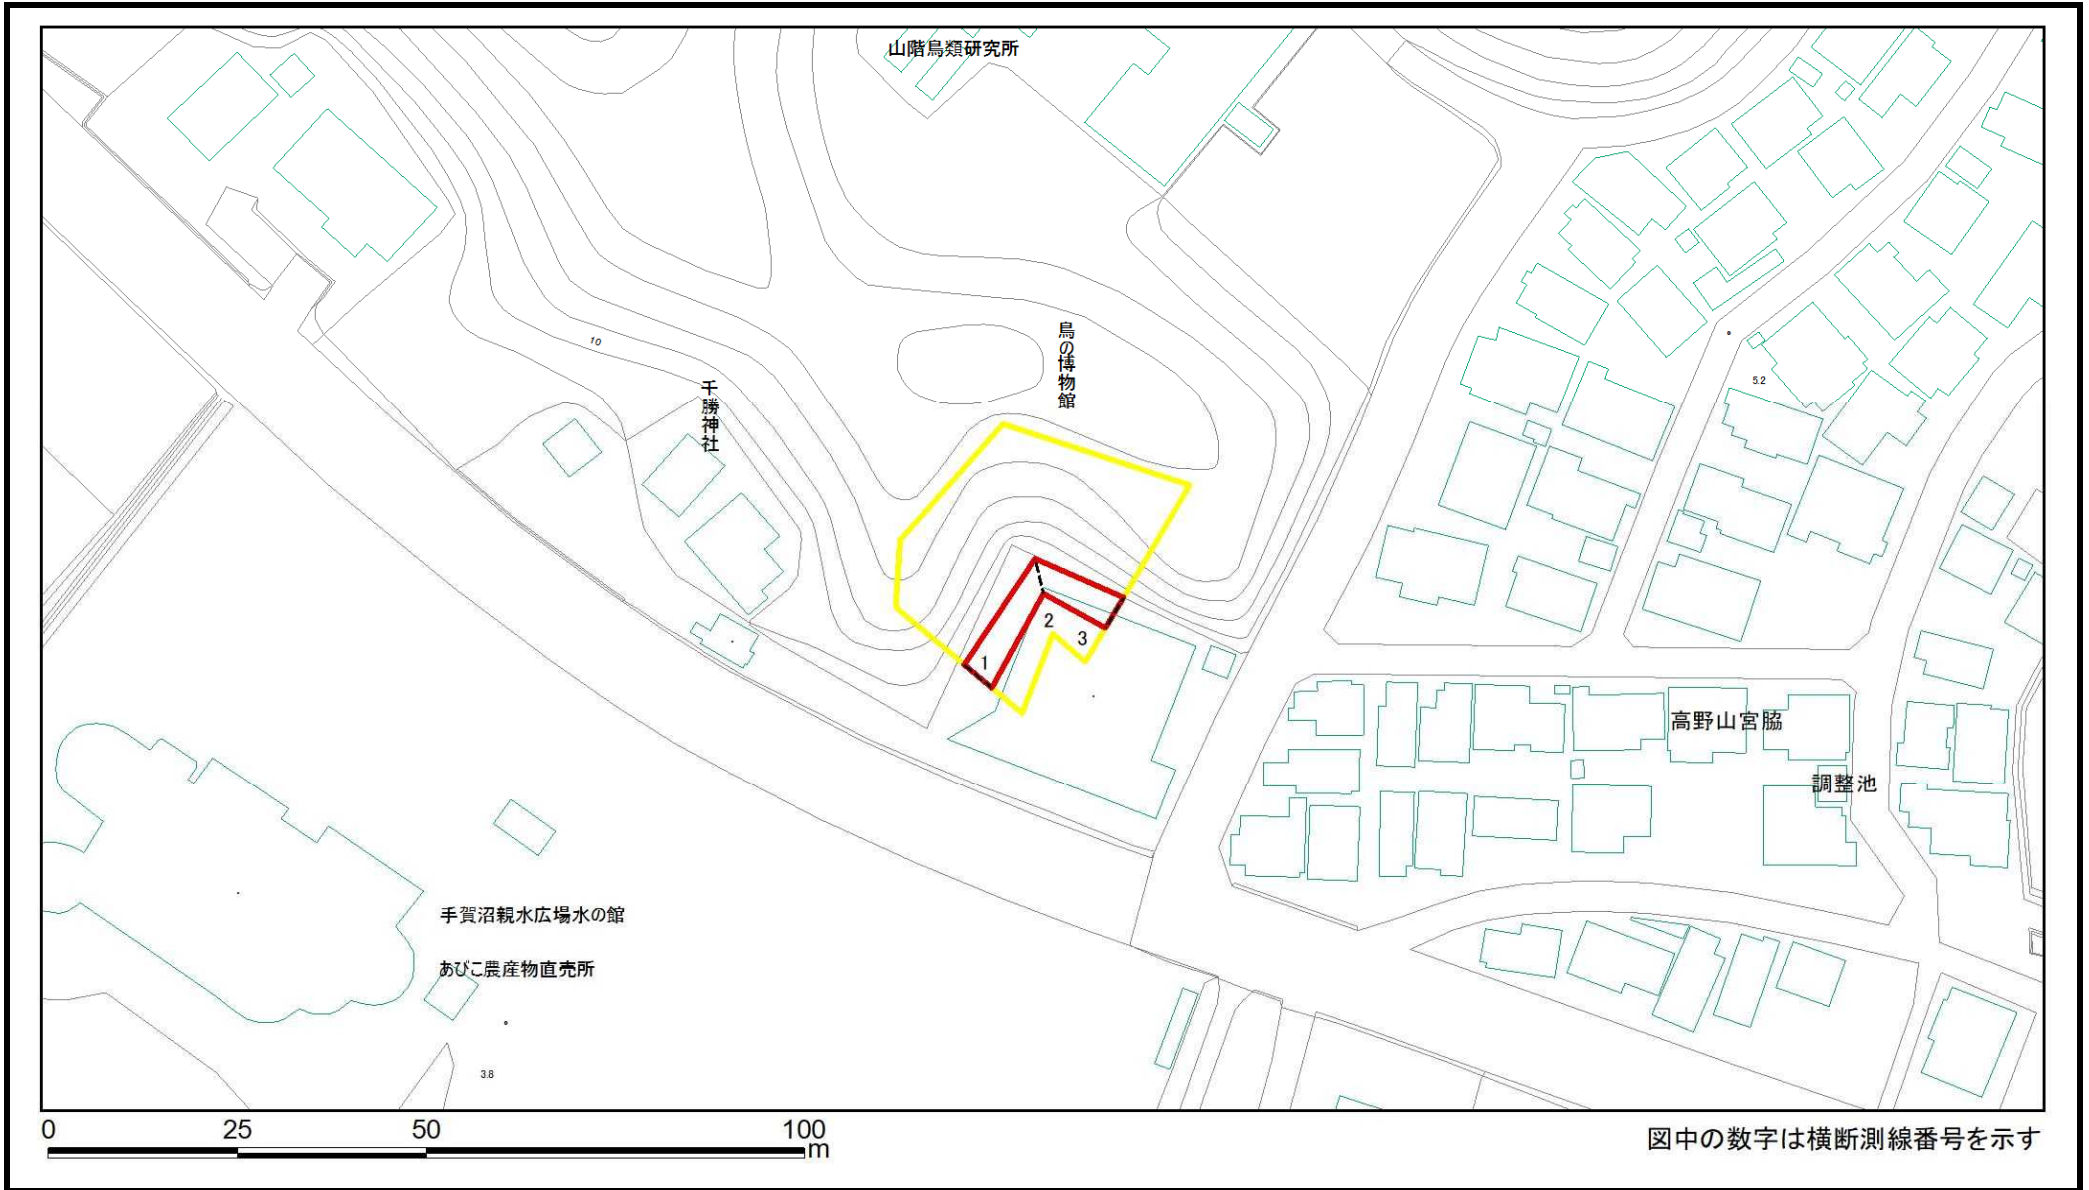 山階鳥類研究所
鳥の博物館
10
千勝神社
5.2
2
3
1
高野山宮脇
調整池
手賀沼親水広場水の館
あびこ農産物直売所
3.8
0 25 50 100
m
図中の数字は横断測線番号を示す